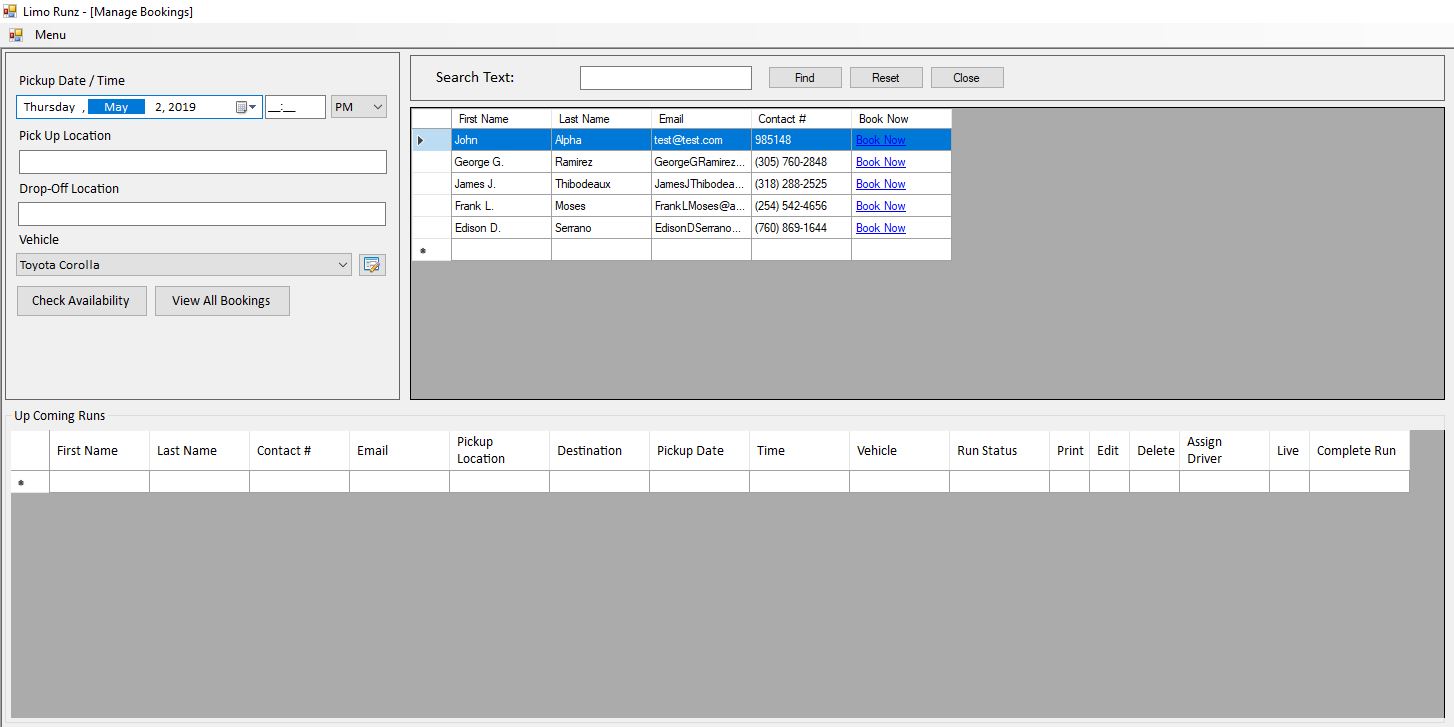 Limo Runz - [Manage Bookings]
Menu
Pickup Date / Time
Thursday , May 2, 2019 __:__ PM
Pick Up Location
Drop-Off Location
Vehicle
Toyota Corolla
Check Availability View All Bookings
Search Text: Find Reset Close
First Name Last Name Email Contact # Book Now
John Alpha test@test.com 985148 Book Now
George G. Ramirez GeorgeGRamirez... (305) 760-2848 Book Now
James J. Thibodeaux JamesJThibodea... (318) 288-2525 Book Now
Frank L. Moses FrankLMoses@a... (254) 542-4656 Book Now
Edison D. Serrano EdisonDSerrano... (760) 869-1644 Book Now
Up Coming Runs
First Name Last Name Contact # Email Pickup Location Destination Pickup Date Time Vehicle Run Status Print Edit Delete Assign Driver Live Complete Run